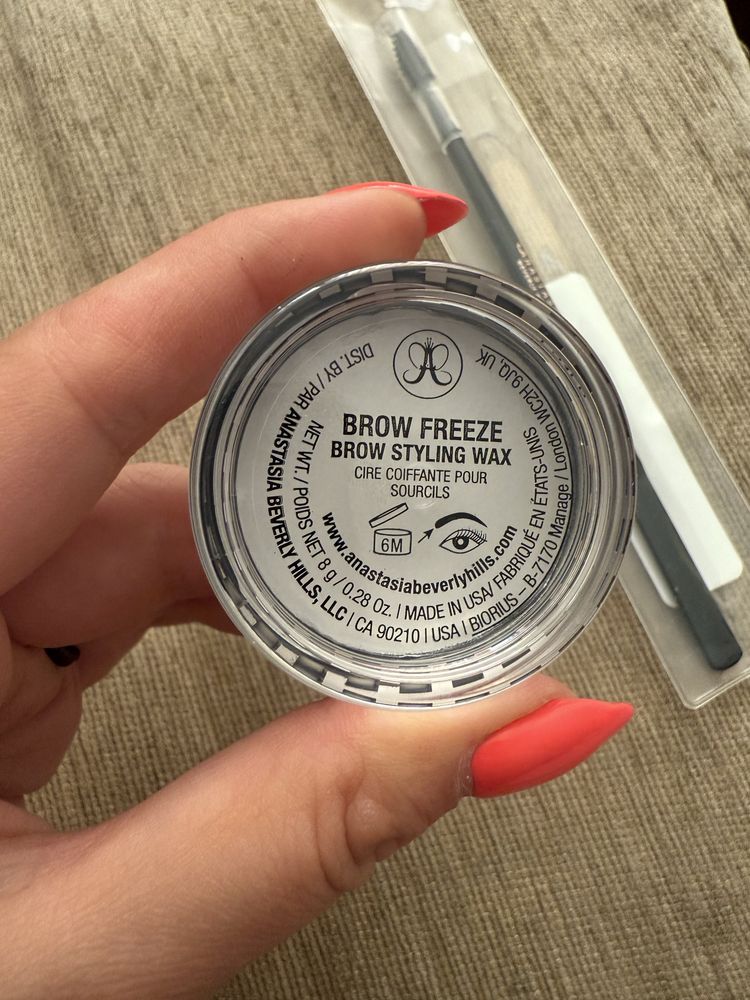 BROW FREEZE
BROW STYLING WAX
CIRE COIFFANTE POUR
SOURCILS
6M
www.anastasiabeverlyhills.com
NET WT. / POIDS NET 8 g / 0.28 Oz. | MADE IN USA/ FABRIQUÉ EN ÉTATS-UNIS
DIST. BY / PAR ANASTASIA BEVERLY HILLS, LLC | CA 90210 | USA | BIORIUS – B-7170 Manage / London WC2H 9JQ, UK